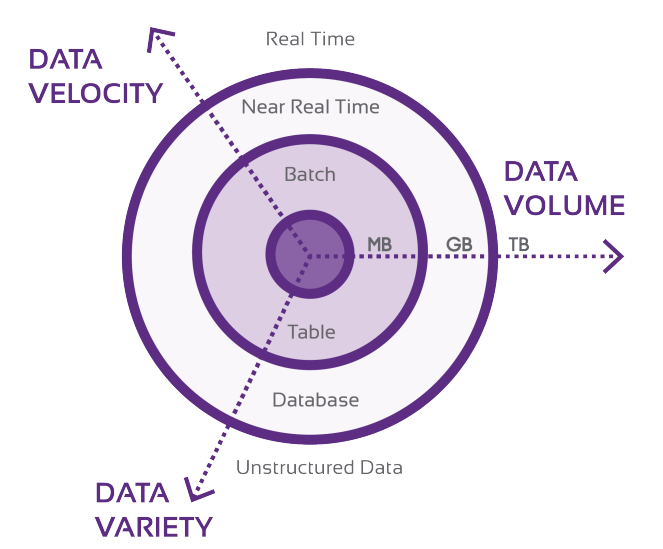 Real Time
DATA
VELOCITY
Near Real Time
Batch
DATA
VOLUME
MB GB TB
Table
Database
Unstructured Data
DATA
VARIETY